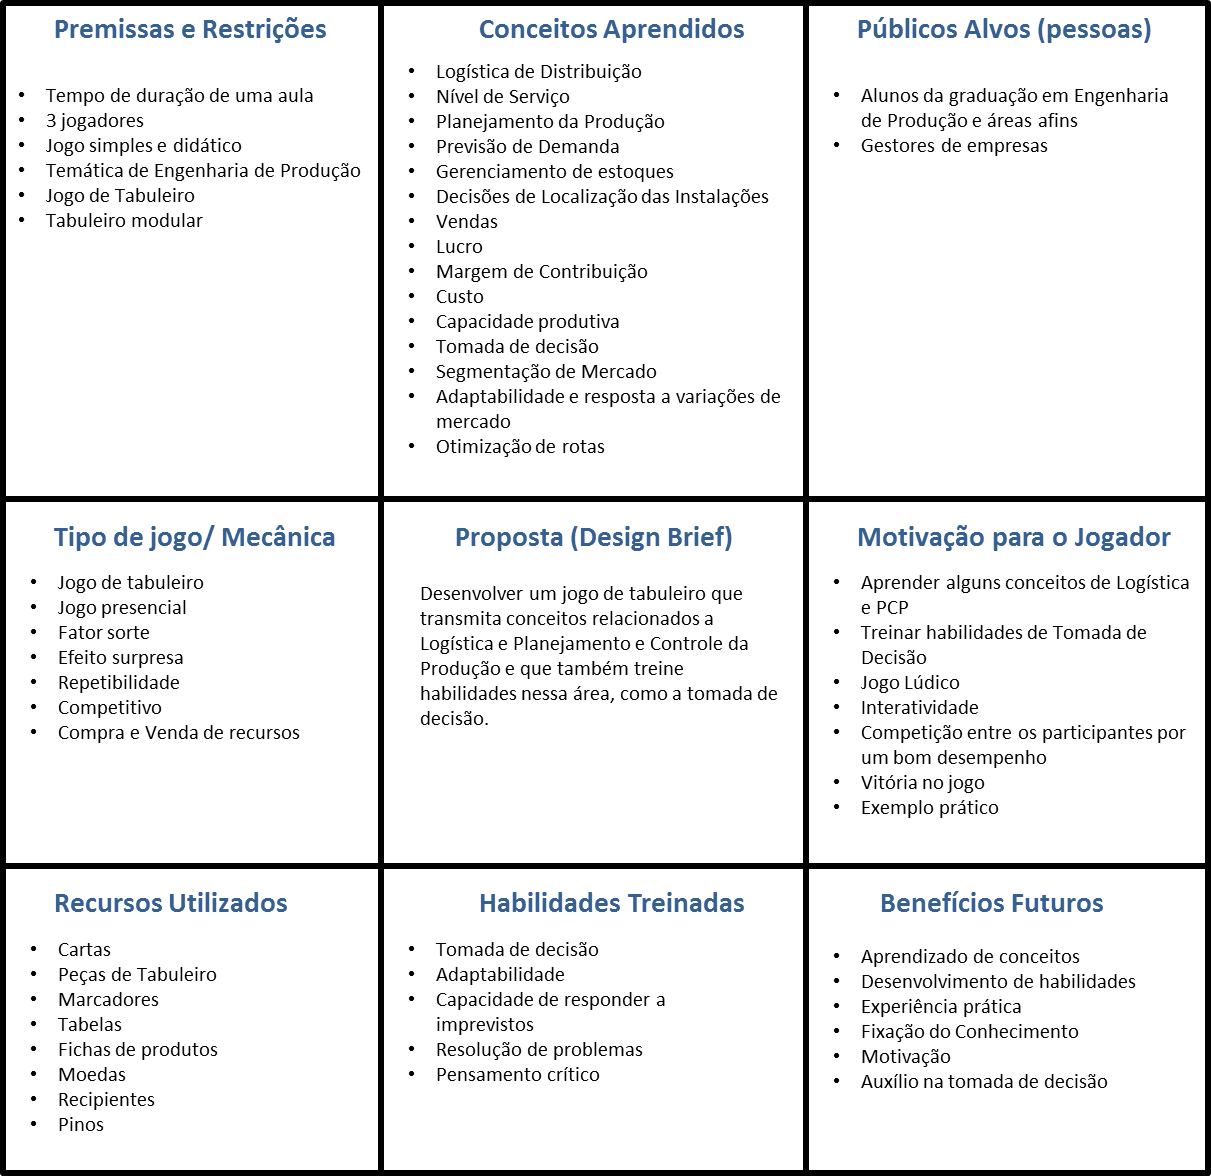 Premissas e Restrições
• Tempo de duração de uma aula
• 3 jogadores
• Jogo simples e didático
• Temática de Engenharia de Produção
• Jogo de Tabuleiro
• Tabuleiro modular
Conceitos Aprendidos
• Logística de Distribuição
• Nível de Serviço
• Planejamento da Produção
• Previsão de Demanda
• Gerenciamento de estoques
• Decisões de Localização das Instalações
• Vendas
• Lucro
• Margem de Contribuição
• Custo
• Capacidade produtiva
• Tomada de decisão
• Segmentação de Mercado
• Adaptabilidade e resposta a variações de
mercado
• Otimização de rotas
Públicos Alvos (pessoas)
• Alunos da graduação em Engenharia
de Produção e áreas afins
• Gestores de empresas
Tipo de jogo/ Mecânica
• Jogo de tabuleiro
• Jogo presencial
• Fator sorte
• Efeito surpresa
• Repetibilidade
• Competitivo
• Compra e Venda de recursos
Proposta (Design Brief)
Desenvolver um jogo de tabuleiro que
transmita conceitos relacionados a
Logística e Planejamento e Controle da
Produção e que também treine
habilidades nessa área, como a tomada de
decisão.
Motivação para o Jogador
• Aprender alguns conceitos de Logística
e PCP
• Treinar habilidades de Tomada de
Decisão
• Jogo Lúdico
• Interatividade
• Competição entre os participantes por
um bom desempenho
• Vitória no jogo
• Exemplo prático
Recursos Utilizados
• Cartas
• Peças de Tabuleiro
• Marcadores
• Tabelas
• Fichas de produtos
• Moedas
• Recipientes
• Pinos
Habilidades Treinadas
• Tomada de decisão
• Adaptabilidade
• Capacidade de responder a
imprevistos
• Resolução de problemas
• Pensamento crítico
Benefícios Futuros
• Aprendizado de conceitos
• Desenvolvimento de habilidades
• Experiência prática
• Fixação do Conhecimento
• Motivação
• Auxílio na tomada de decisão